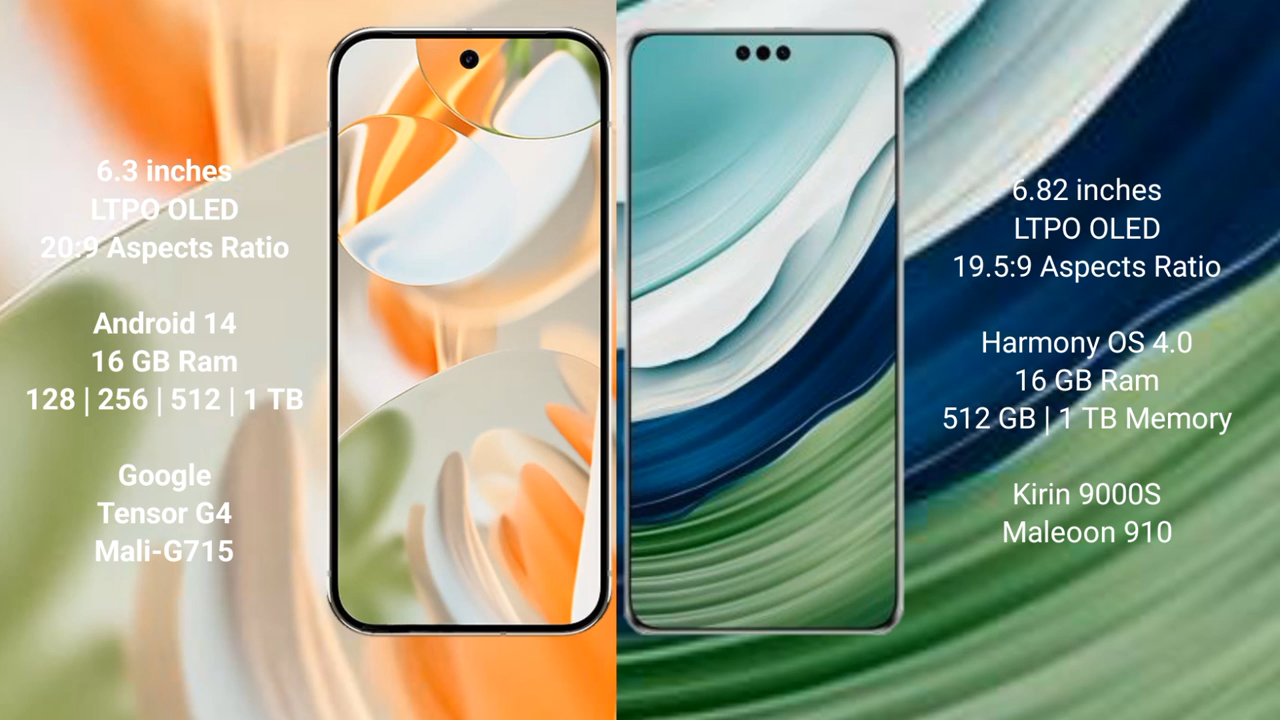 6.3 inches
LTPO OLED
20:9 Aspects Ratio
Android 14
16 GB Ram
128 | 256 | 512 | 1 TB
Google
Tensor G4
Mali-G715
6.82 inches
LTPO OLED
19.5:9 Aspects Ratio
Harmony OS 4.0
16 GB Ram
512 GB | 1 TB Memory
Kirin 9000S
Maleoon 910